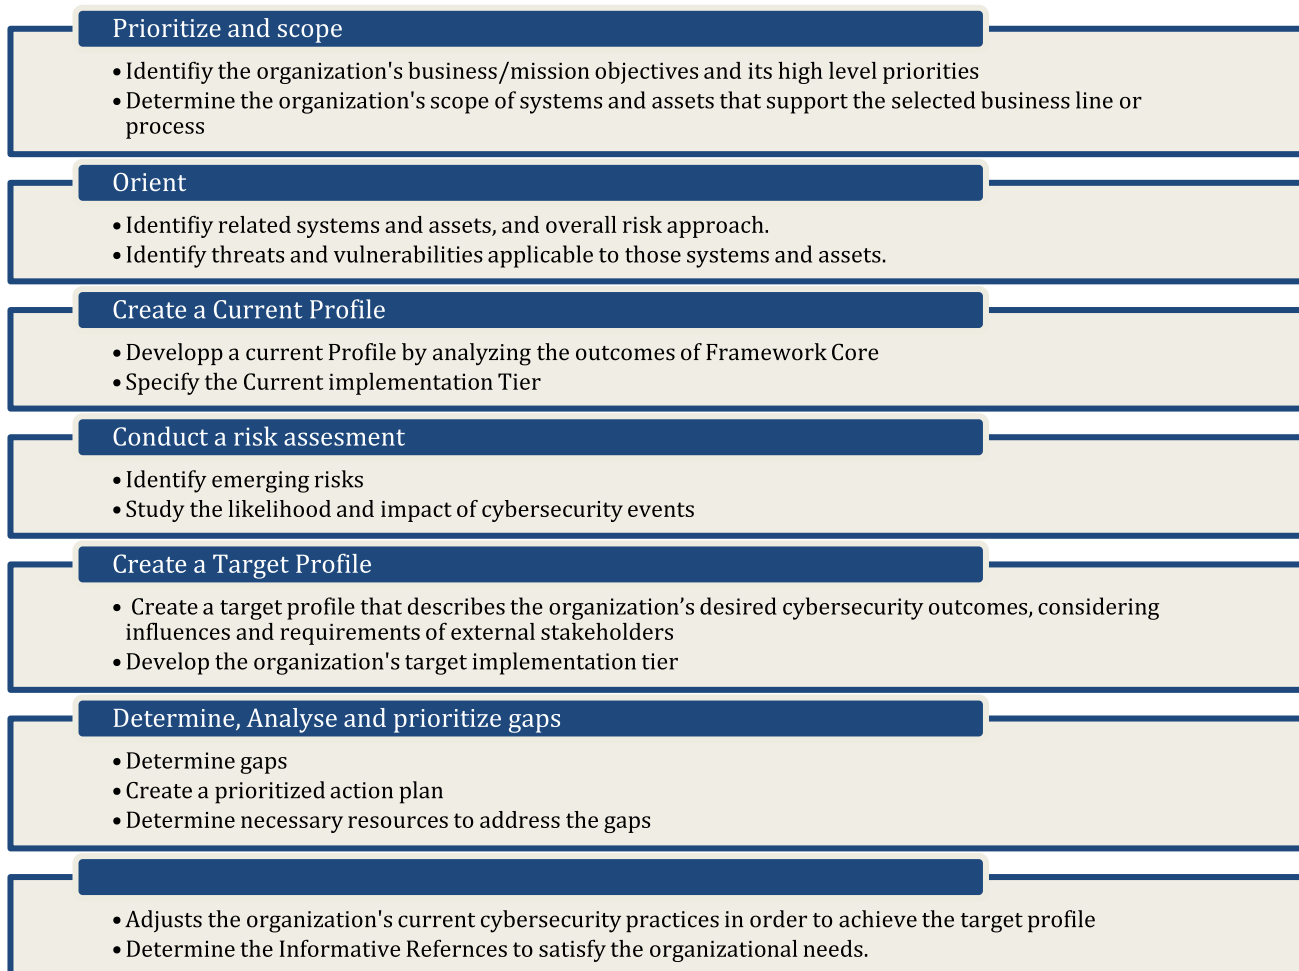 Prioritize and scope
• Identifiy the organization's business/mission objectives and its high level priorities
• Determine the organization's scope of systems and assets that support the selected business line or
process
Orient
• Identifiy related systems and assets, and overall risk approach.
• Identify threats and vulnerabilities applicable to those systems and assets.
Create a Current Profile
• Developp a current Profile by analyzing the outcomes of Framework Core
• Specify the Current implementation Tier
Conduct a risk assesment
• Identify emerging risks
• Study the likelihood and impact of cybersecurity events
Create a Target Profile
• Create a target profile that describes the organization’s desired cybersecurity outcomes, considering
influences and requirements of external stakeholders
• Develop the organization's target implementation tier
Determine, Analyse and prioritize gaps
• Determine gaps
• Create a prioritized action plan
• Determine necessary resources to address the gaps
• Adjusts the organization's current cybersecurity practices in order to achieve the target profile
• Determine the Informative Refernces to satisfy the organizational needs.